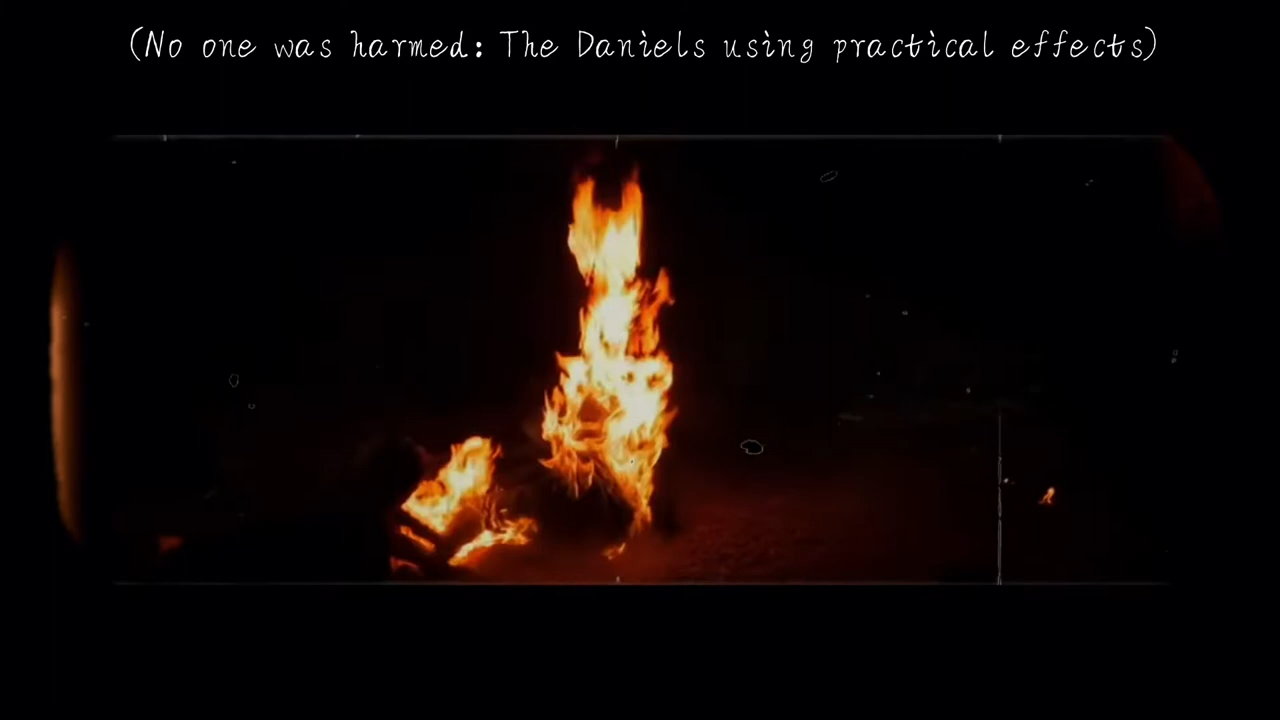 (No one was harmed: The Daniels using practical effects)